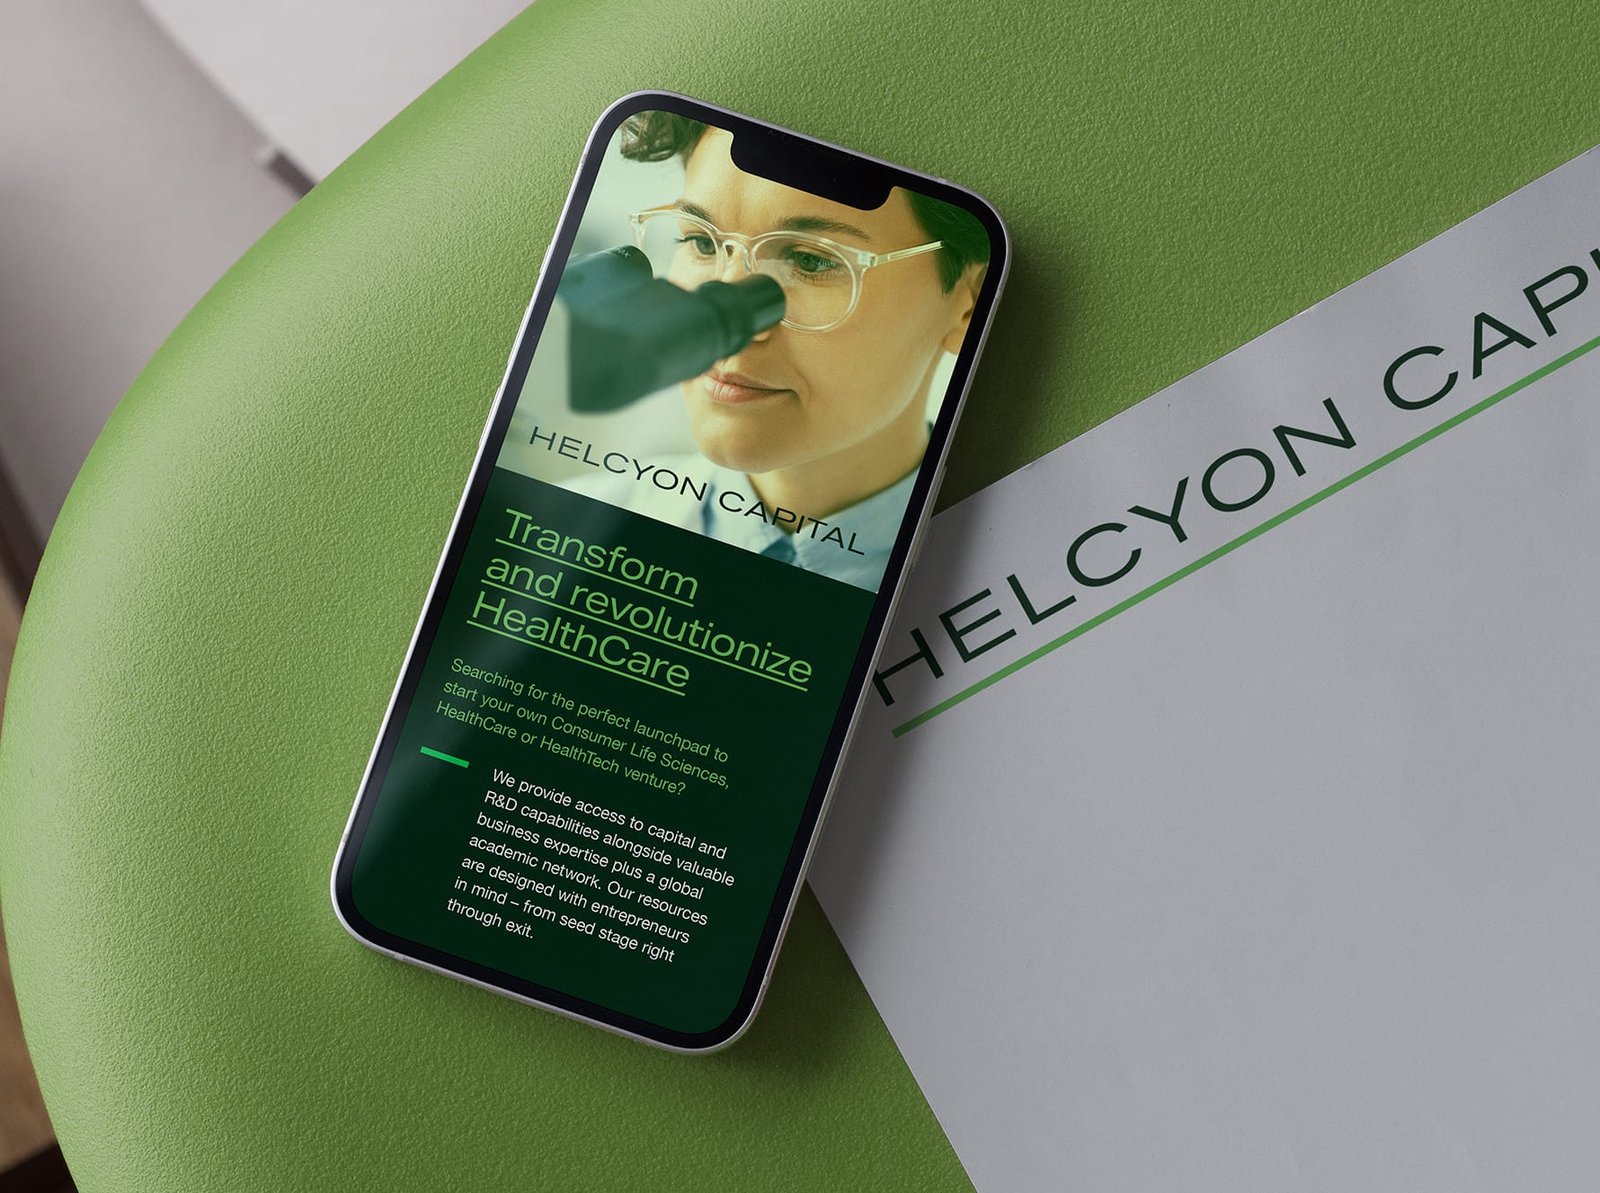 HELCYON CAPITAL
Transform
and revolutionize
HealthCare
Searching for the perfect launchpad to
start your own Consumer Life Sciences,
HealthCare or HealthTech venture?
We provide access to capital and
R&D capabilities alongside valuable
business expertise plus a global
academic network. Our resources
are designed with entrepreneurs
in mind – from seed stage right
through exit.
HELCYON CAPI